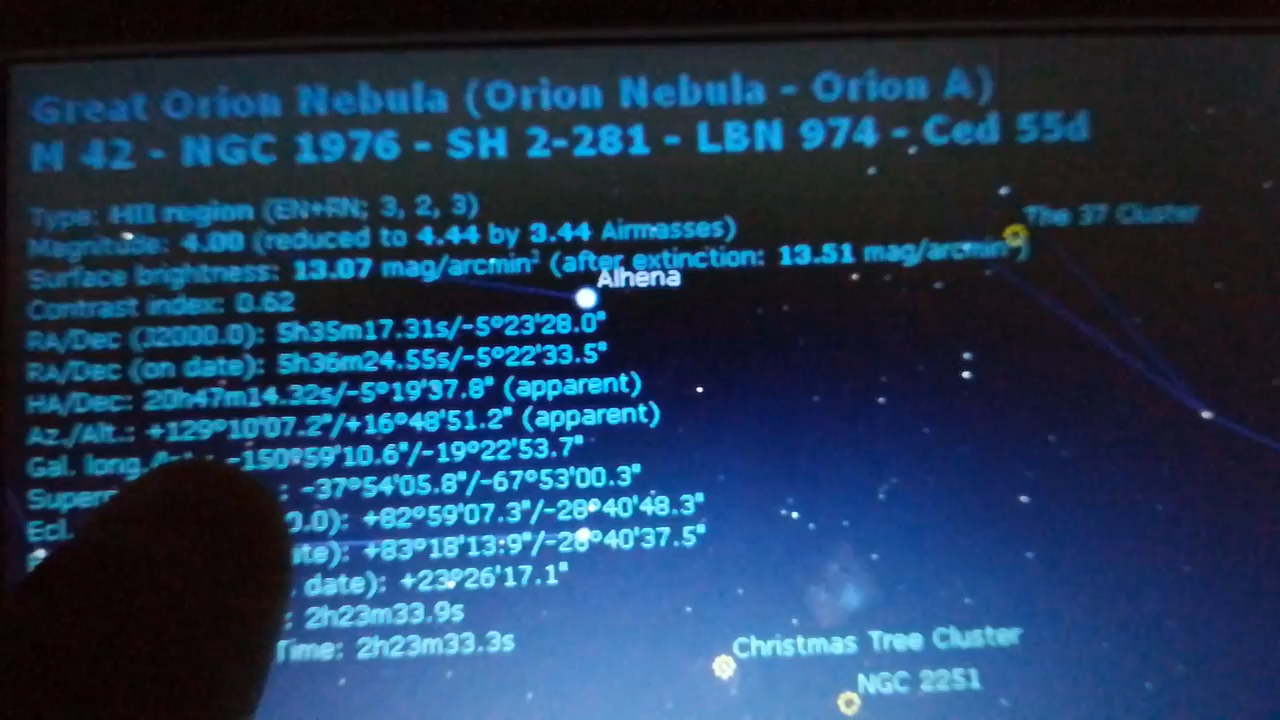 Great Orion Nebula (Orion Nebula - Orion A)
M 42 - NGC 1976 - SH 2-281 - LBN 974 - Ced 55d
Type: HII region (EN+RN; 3, 2, 3)
Magnitude: 4.00 (reduced to 4.44 by 3.44 Airmasses)
The 37 Cluster
Surface brightness: 13.07 mag/arcmin² (after extinction: 13.51 mag/arcmin²)
Alhena
Contrast index: 0.62
RA/Dec (J2000.0): 5h35m17.31s/-5°23'28.0"
RA/Dec (on date): 5h36m24.55s/-5°22'33.5"
HA/Dec: 20h47m14.32s/-5°19'37.8" (apparent)
Az./Alt.: +129°10'07.2"/+16°48'51.2" (apparent)
Gal. long. -150°59'10.6"/-19°22'53.7"
: -37°54'05.8"/-67°53'00.3"
Ecl. 0.0): +82°59'07.3"/-28°40'48.3"
te): +83°18'13.9"/-28°40'37.5"
date): +23°26'17.1"
: 2h23m33.9s
Time: 2h23m33.3s
Christmas Tree Cluster
NGC 2251